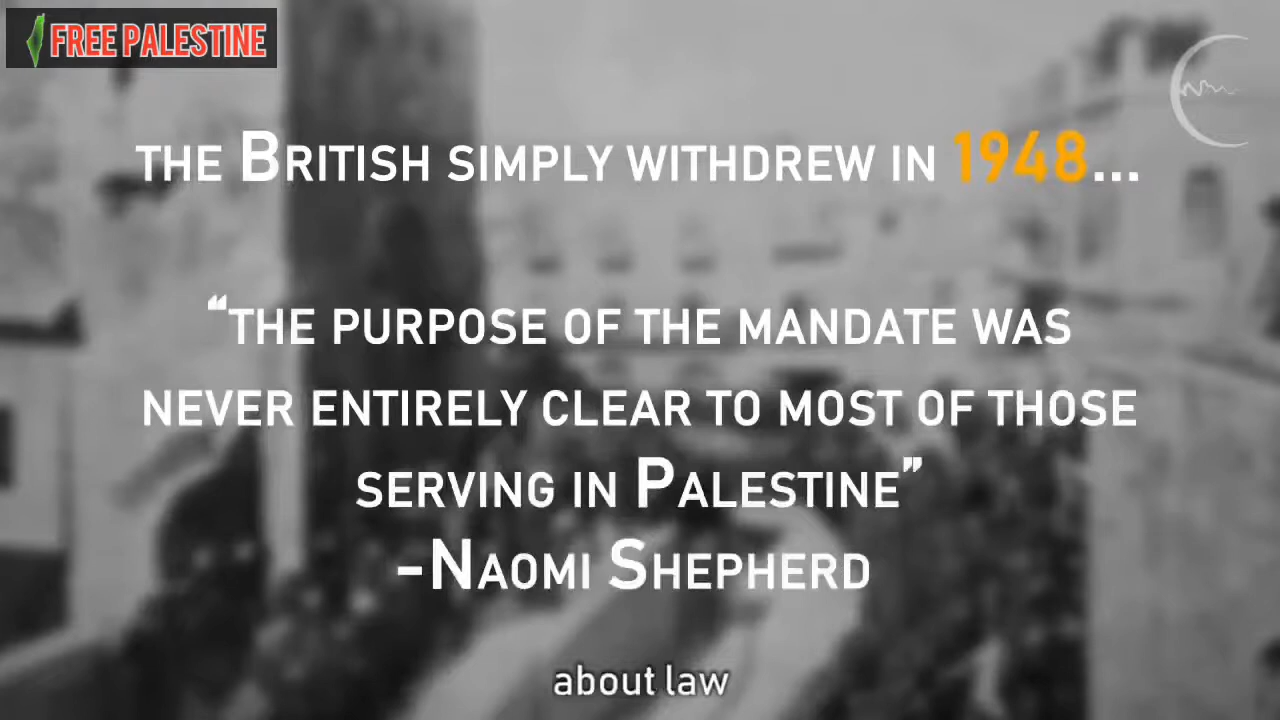 FREE PALESTINE
THE BRITISH SIMPLY WITHDREW IN 1948...
“THE PURPOSE OF THE MANDATE WAS
NEVER ENTIRELY CLEAR TO MOST OF THOSE
SERVING IN PALESTINE”
-NAOMI SHEPHERD
about law